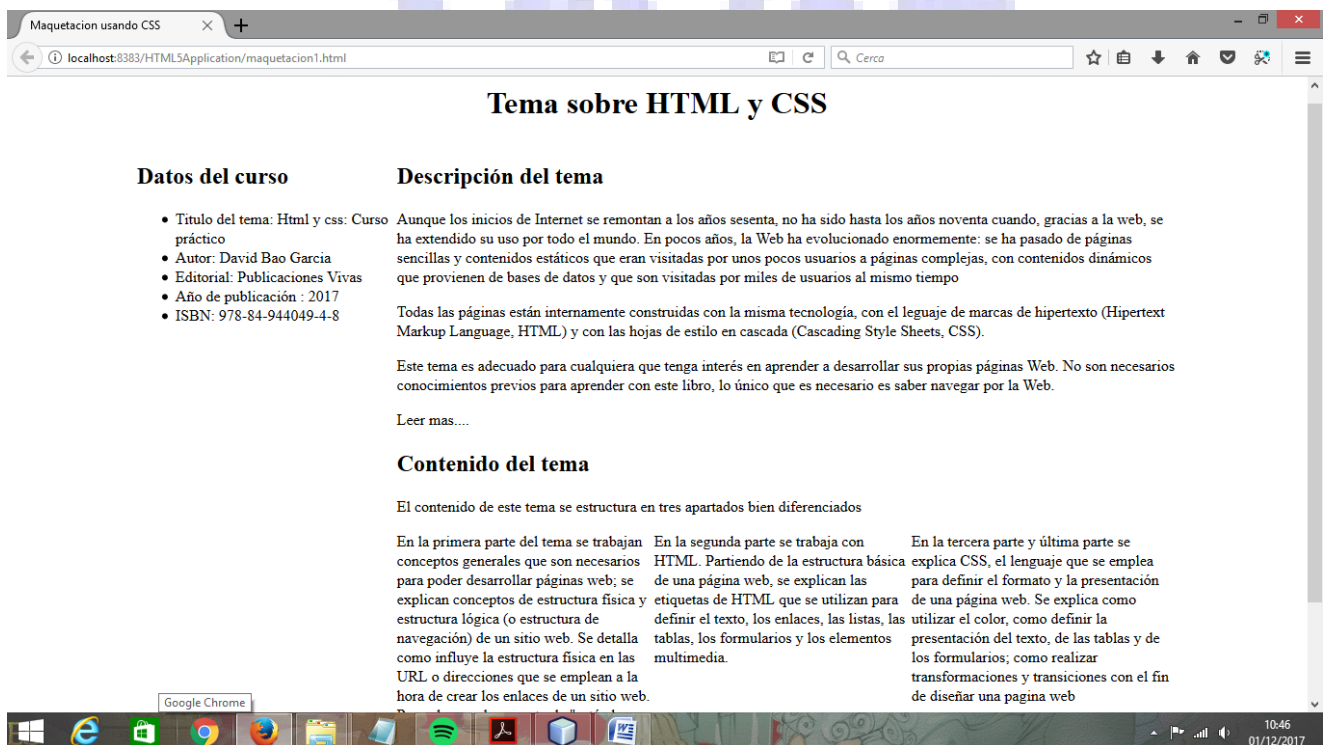 Maquetacion usando CSS
localhost:8383/HTML5Application/maquetacion1.html
Cerca
Tema sobre HTML y CSS
Datos del curso
Titulo del tema: Html y css: Curso
práctico
Autor: David Bao Garcia
Editorial: Publicaciones Vivas
Año de publicación : 2017
ISBN: 978-84-944049-4-8
Descripción del tema
Aunque los inicios de Internet se remontan a los años sesenta, no ha sido hasta los años noventa cuando, gracias a la web, se
ha extendido su uso por todo el mundo. En pocos años, la Web ha evolucionado enormemente: se ha pasado de páginas
sencillas y contenidos estáticos que eran visitadas por unos pocos usuarios a páginas complejas, con contenidos dinámicos
que provienen de bases de datos y que son visitadas por miles de usuarios al mismo tiempo
Todas las páginas están internamente construidas con la misma tecnología, con el leguaje de marcas de hipertexto (Hipertext
Markup Language, HTML) y con las hojas de estilo en cascada (Cascading Style Sheets, CSS).
Este tema es adecuado para cualquiera que tenga interés en aprender a desarrollar sus propias páginas Web. No son necesarios
conocimientos previos para aprender con este libro, lo único que es necesario es saber navegar por la Web.
Leer mas....
Contenido del tema
El contenido de este tema se estructura en tres apartados bien diferenciados
En la primera parte del tema se trabajan
conceptos generales que son necesarios
para poder desarrollar páginas web; se
explican conceptos de estructura física y
estructura lógica (o estructura de
navegación) de un sitio web. Se detalla
como influye la estructura física en las
URL o direcciones que se emplean a la
hora de crear los enlaces de un sitio web.
En la segunda parte se trabaja con
HTML. Partiendo de la estructura básica
de una página web, se explican las
etiquetas de HTML que se utilizan para
definir el texto, los enlaces, las listas, las
tablas, los formularios y los elementos
multimedia.
En la tercera parte y última parte se
explica CSS, el lenguaje que se emplea
para definir el formato y la presentación
de una página web. Se explica como
utilizar el color, como definir la
presentación del texto, de las tablas y de
los formularios; como realizar
transformaciones y transiciones con el fin
de diseñar una pagina web
Google Chrome
10:46
01/12/2017